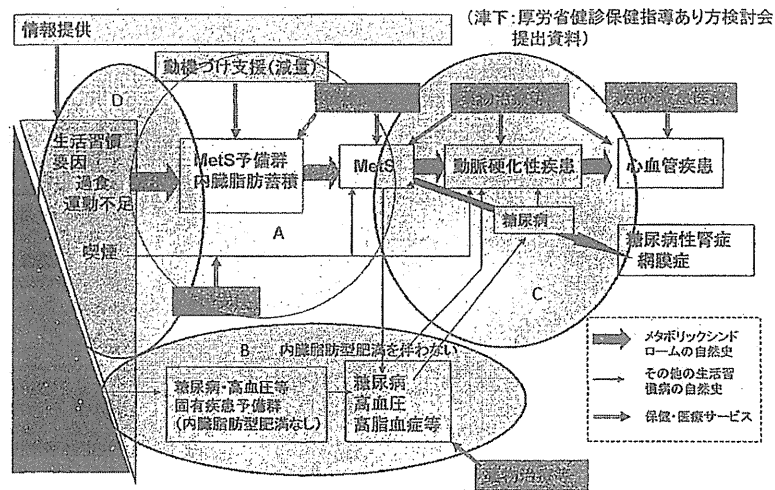 (津下:厚労省健診保健指導あり方検討会
提出資料)
情報提供
動機づけ支援(減量)
D
生活習慣
要因
過食
運動不足
喫煙
MetS予備群
内臓脂肪蓄積
MetS
動脈硬化性疾患
心血管疾患
糖尿病
糖尿病性腎症
網膜症
A
C
B
内臓脂肪型肥満を伴わない
糖尿病・高血圧等
固有疾患予備群
(内臓脂肪型肥満なし)
糖尿病
高血圧
高脂血症等
メタボリックシンド
ロームの自然史
その他の生活習
慣病の自然史
保健・医療サービス